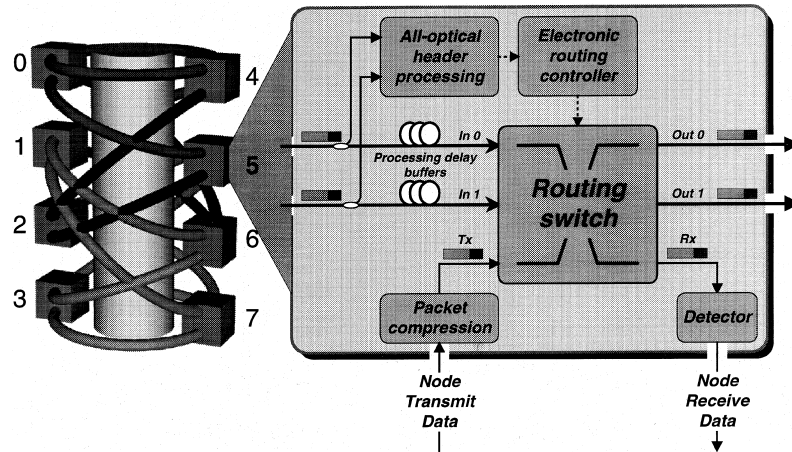 0
4
1
5
2
6
3
7
All-optical
header
processing
Electronic
routing
controller
In 0
Processing delay
buffers
In 1
Routing
switch
Out 0
Out 1
Tx
Rx
Packet
compression
Detector
Node
Transmit
Data
Node
Receive
Data